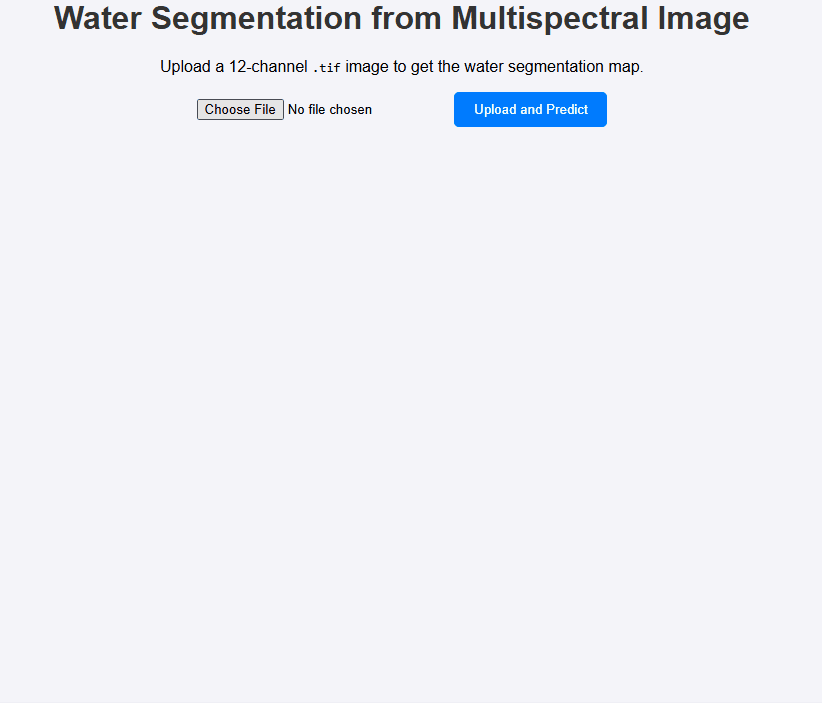 Water Segmentation from Multispectral Image
Upload a 12-channel .tif image to get the water segmentation map.
Choose File No file chosen Upload and Predict